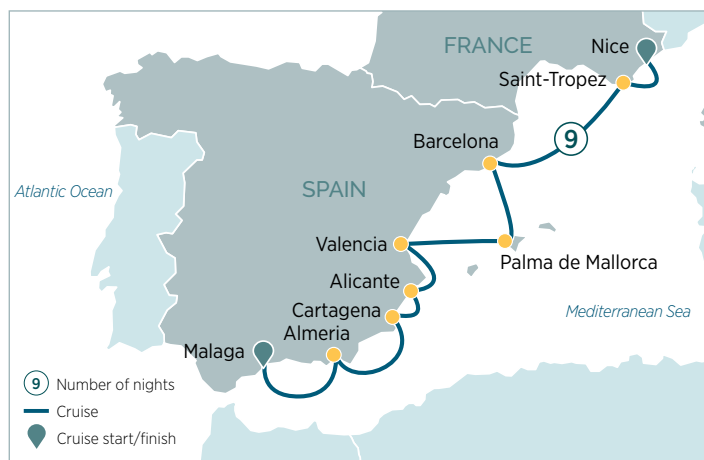 FRANCE
Nice
Saint-Tropez
Barcelona
9
Atlantic Ocean
SPAIN
Valencia
Palma de Mallorca
Alicante
Cartagena
Mediterranean Sea
Almeria
Malaga
9 Number of nights
Cruise
Cruise start/finish